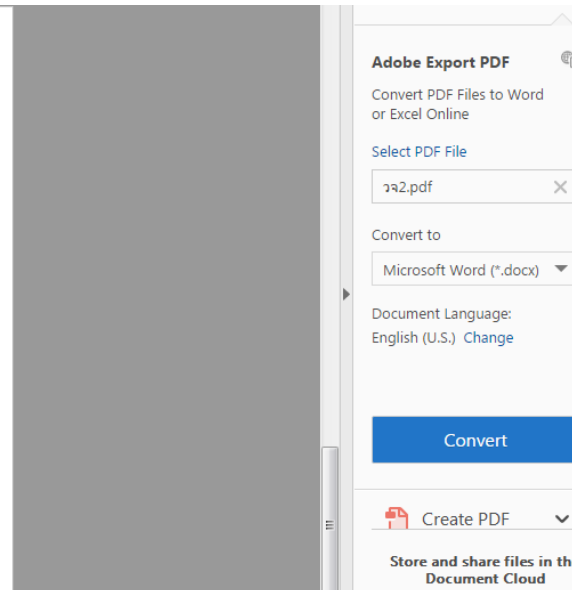 Adobe Export PDF
Convert PDF Files to Word
or Excel Online
Select PDF File
วจ2.pdf
Convert to
Microsoft Word (*.docx)
Document Language:
English (U.S.) Change
Convert
Create PDF
Store and share files in th
Document Cloud